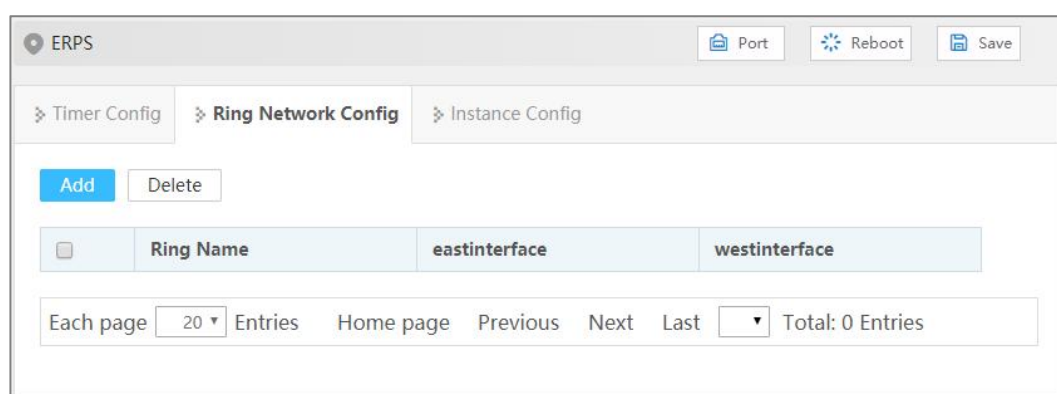 ERPS Port Reboot Save
Timer Config Ring Network Config Instance Config
Add Delete
Ring Name eastinterface westinterface
Each page 20 Entries Home page Previous Next Last Total: 0 Entries